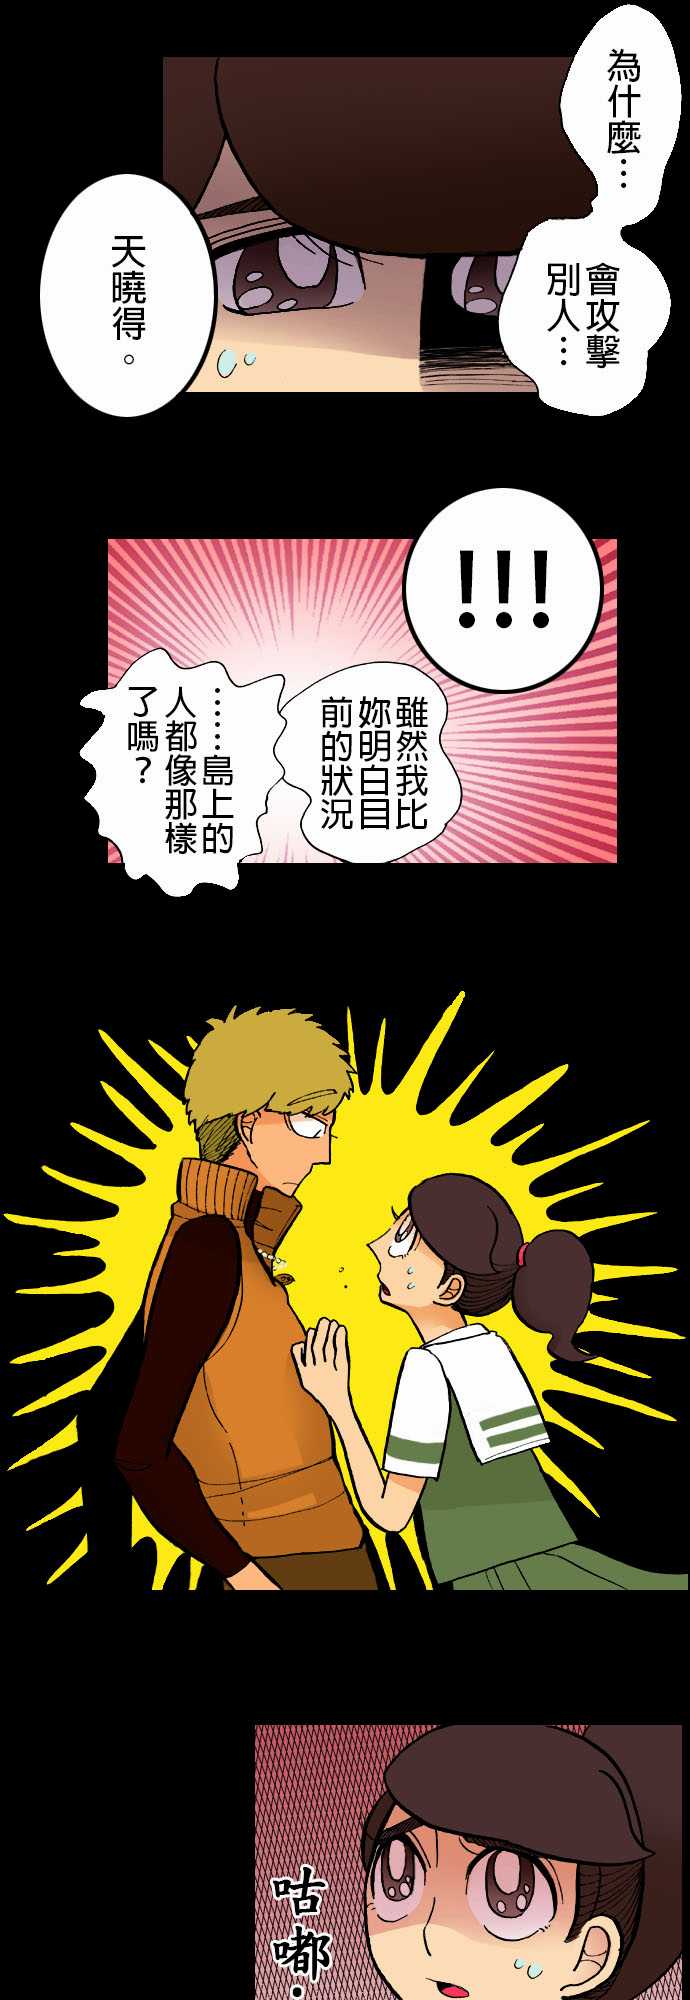 為什麼…
會攻擊
別人…
天曉得。
!!!
雖然我比
妳明白目
前的狀況
……島上的
人都像那樣
了嗎？
咕嘟‧